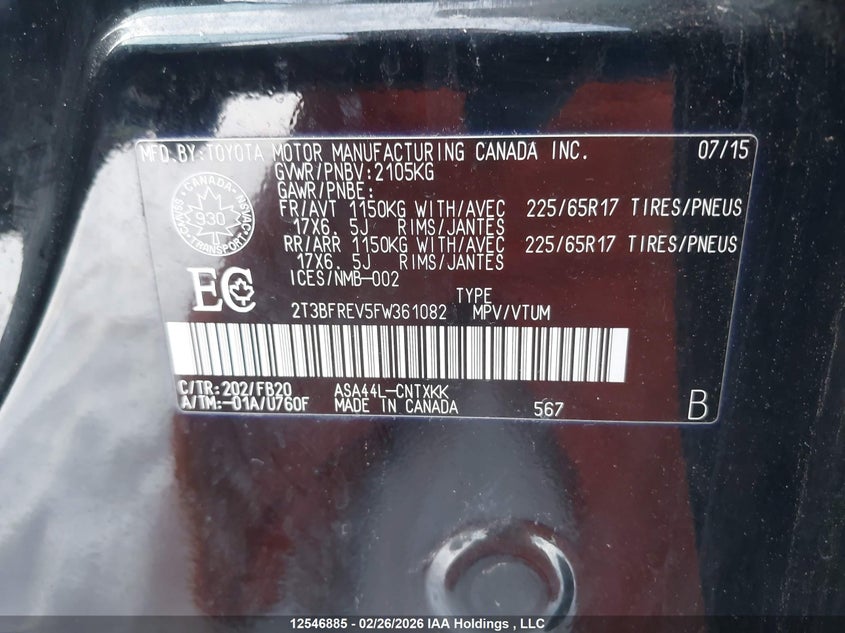 MFD.BY:TOYOTA MOTOR MANUFACTURING CANADA INC. 07/15
GVWR/PNBV:2105KG
GAWR/PNBE:
FR/AVT 1150KG WITH/AVEC 225/65R17 TIRES/PNEUS
17X6.5J RIMS/JANTES
RR/ARR 1150KG WITH/AVEC 225/65R17 TIRES/PNEUS
17X6.5J RIMS/JANTES
ICES/NMB-002
CANADA
CMVSS 930 NSVAC
TRANSPORT
EC
TYPE
2T3BFREV5FW361082 MPV/VTUM
C/TR:202/FB20 ASA44L-CNTXKK
A/TM:-01A/U760F MADE IN CANADA 567 B
12546885 - 02/26/2026 IAA Holdings , LLC